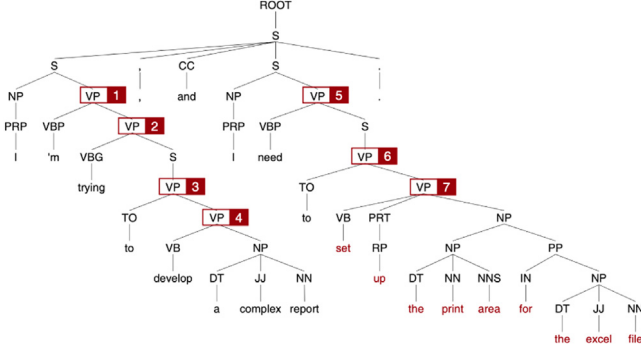 ROOT
S
S , CC S .
NP VP 1 and NP VP 5
PRP VBP VP 2 PRP VBP S
I 'm VBG S I need VP 6
trying VP 3 TO VP 7
TO VP 4 to VB PRT NP
to VB NP set RP NP PP
develop DT JJ NN up DT NN NNS IN NP
a complex report the print area for DT JJ NN
the excel file